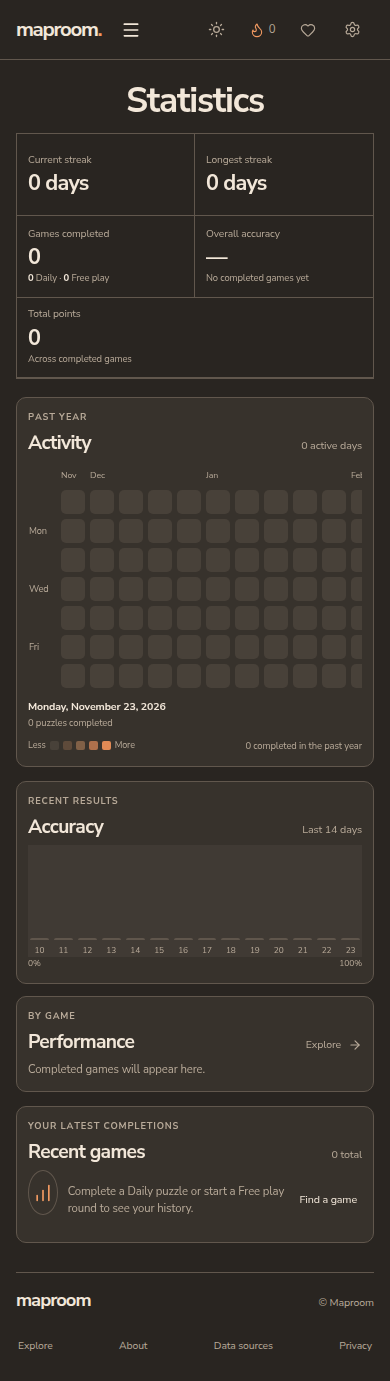 maproom.
0
Statistics
Current streak
0 days
Longest streak
0 days
Games completed
0
0 Daily · 0 Free play
Overall accuracy
—
No completed games yet
Total points
0
Across completed games
PAST YEAR
Activity
0 active days
Nov Dec Jan Feb
Mon
Wed
Fri
Monday, November 23, 2026
0 puzzles completed
Less More
0 completed in the past year
RECENT RESULTS
Accuracy
Last 14 days
10 11 12 13 14 15 16 17 18 19 20 21 22 23
0% 100%
BY GAME
Performance
Explore
Completed games will appear here.
YOUR LATEST COMPLETIONS
Recent games
0 total
Complete a Daily puzzle or start a Free play
round to see your history.
Find a game
maproom
© Maproom
Explore About Data sources Privacy